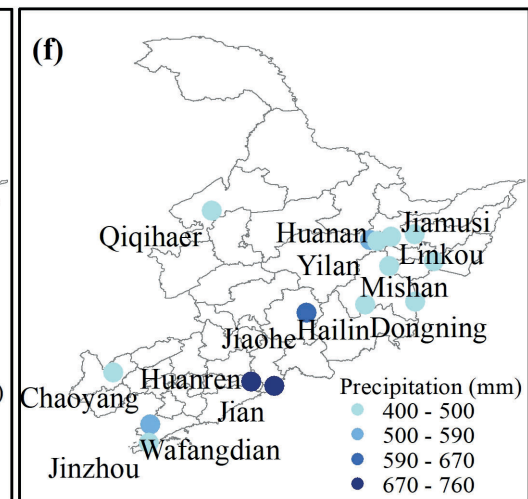 (f)
Qiqihaer
Huanan
Jiamusi
Yilan
Linkou
Mishan
Jiaohe
Hailin
Dongning
Huanren
Chaoyang
Jian
Wafangdian
Jinzhou
Precipitation (mm)
400 - 500
500 - 590
590 - 670
670 - 760
)